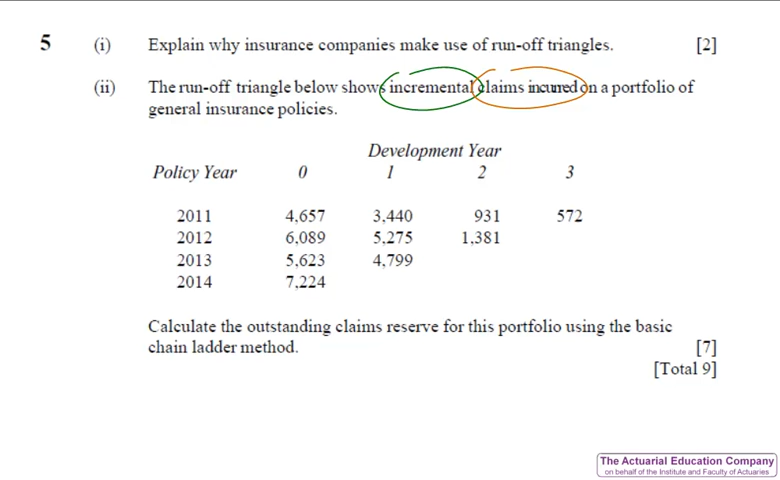 5 (i) Explain why insurance companies make use of run-off triangles. [2]
(ii) The run-off triangle below shows incremental claims incurred on a portfolio of
general insurance policies.
Development Year
Policy Year 0 1 2 3
2011 4,657 3,440 931 572
2012 6,089 5,275 1,381
2013 5,623 4,799
2014 7,224
Calculate the outstanding claims reserve for this portfolio using the basic
chain ladder method. [7]
[Total 9]
The Actuarial Education Company
on behalf of the Institute and Faculty of Actuaries